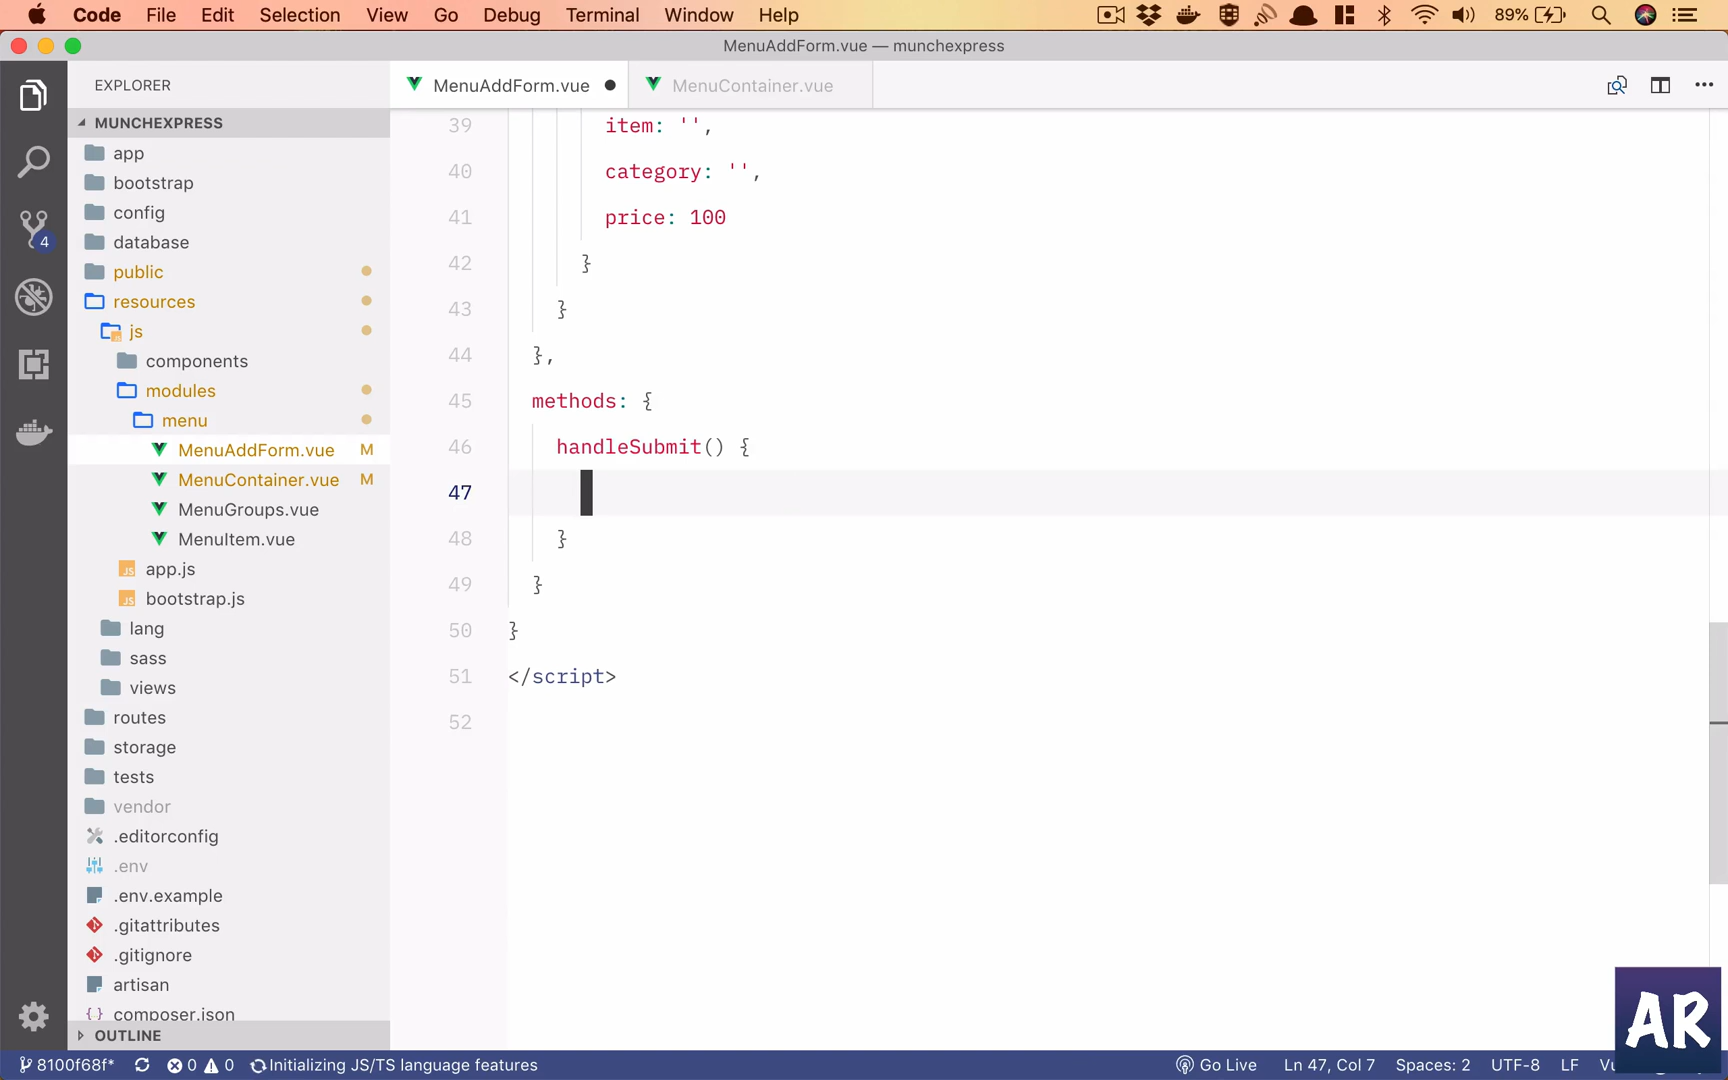 Code File Edit Selection View Go Debug Terminal Window Help 89%
MenuAddForm.vue — munchexpress
EXPLORER
MUNCHEXPRESS
app
bootstrap
config
database
public
resources
js
components
modules
menu
MenuAddForm.vue M
MenuContainer.vue M
MenuGroups.vue
MenuItem.vue
JS app.js
JS bootstrap.js
lang
sass
views
routes
storage
tests
vendor
.editorconfig
.env
.env.example
.gitattributes
.gitignore
artisan
{} composer.json
OUTLINE
4
MenuAddForm.vue
MenuContainer.vue
39 item: '',
40 category: '',
41 price: 100
42 }
43 }
44 },
45 methods: {
46 handleSubmit() {
47
48 }
49 }
50 }
51 </script>
52
AR
8100f68f* 0 0 Initializing JS/TS language features Go Live Ln 47, Col 7 Spaces: 2 UTF-8 LF